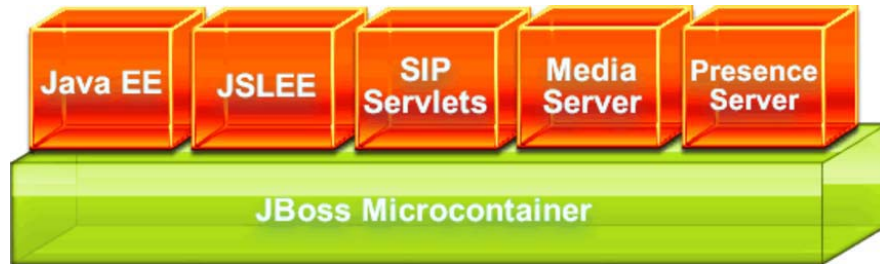 Java EE
JSLEE
SIP
Servlets
Media
Server
Presence
Server
JBoss Microcontainer